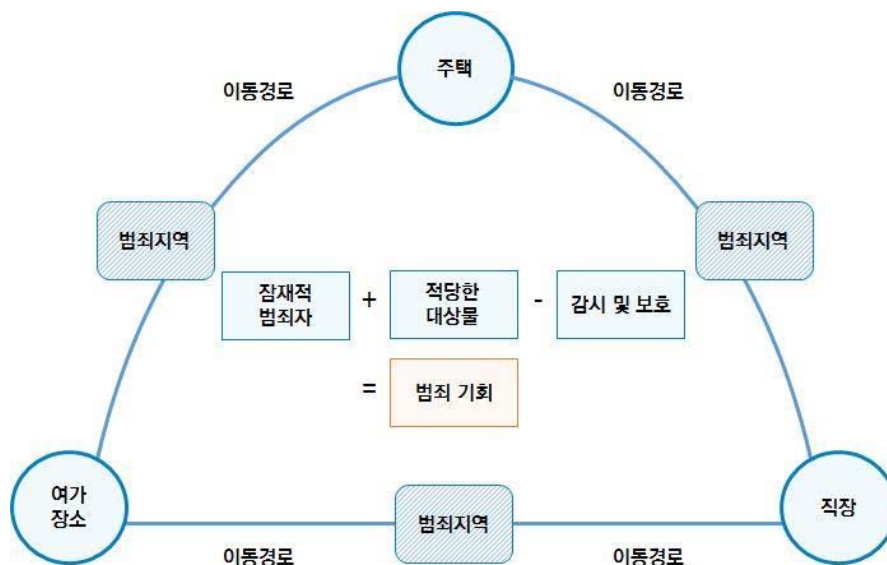 주택
이동경로
이동경로
범죄지역
범죄지역
잠재적
범죄자
+
적당한
대상물
-
감시 및 보호
=
범죄 기회
여가
장소
범죄지역
직장
이동경로
이동경로